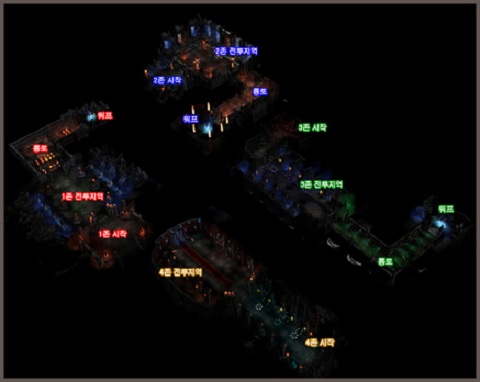 2존 전투지역
2존 시작
통로
워프
워프
3존 시작
통로
3존 전투지역
1존 전투지역
워프
1존 시작
통로
4존 전투지역
4존 시작